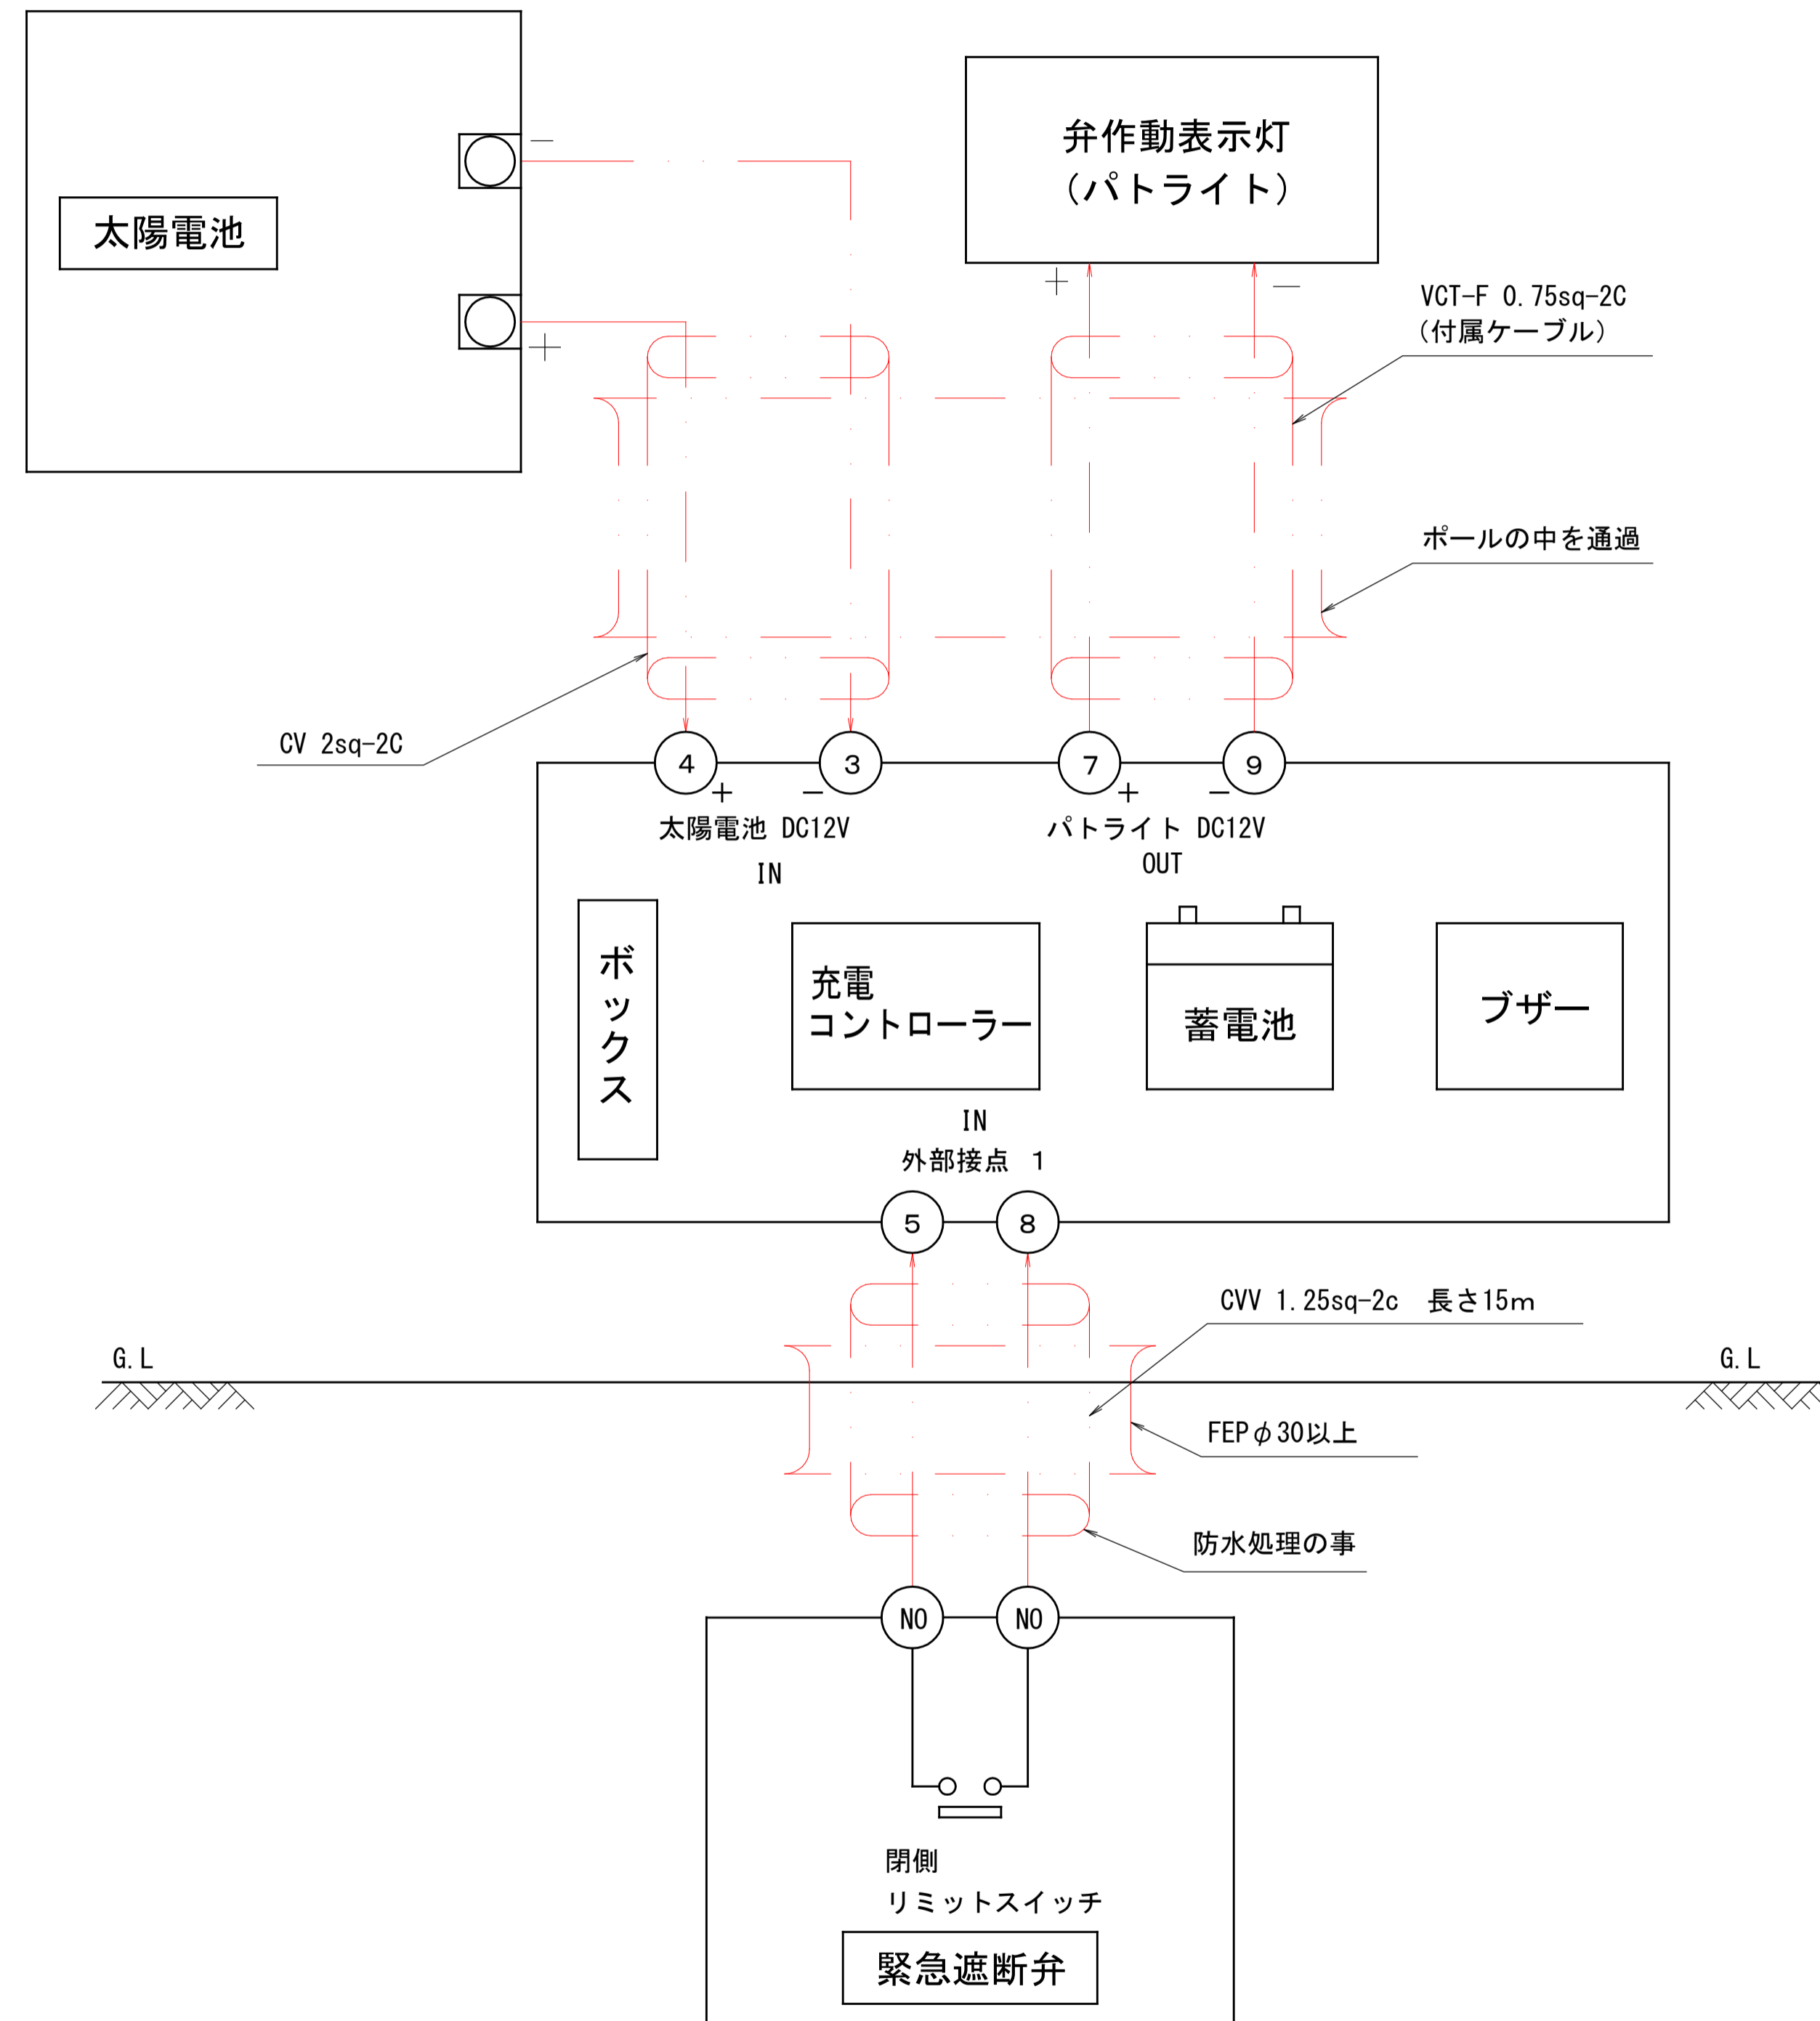 弁作動表示灯
(パトライト)
−
太陽電池
+
+
−
VCT-F 0.75sq-2C
(付属ケーブル)
ポールの中を通過
CV 2sq-2C
4
3
7
9
+
−
+
−
太陽電池 DC12V
IN
パトライト DC12V
OUT
ボックス
充電
コントローラー
蓄電池
ブザー
IN
外部接点 1
5
8
CVV 1.25sq-2c 長さ15m
G.L
G.L
FEPφ30以上
防水処理の事
NO
NO
閉側
リミットスイッチ
緊急遮断弁